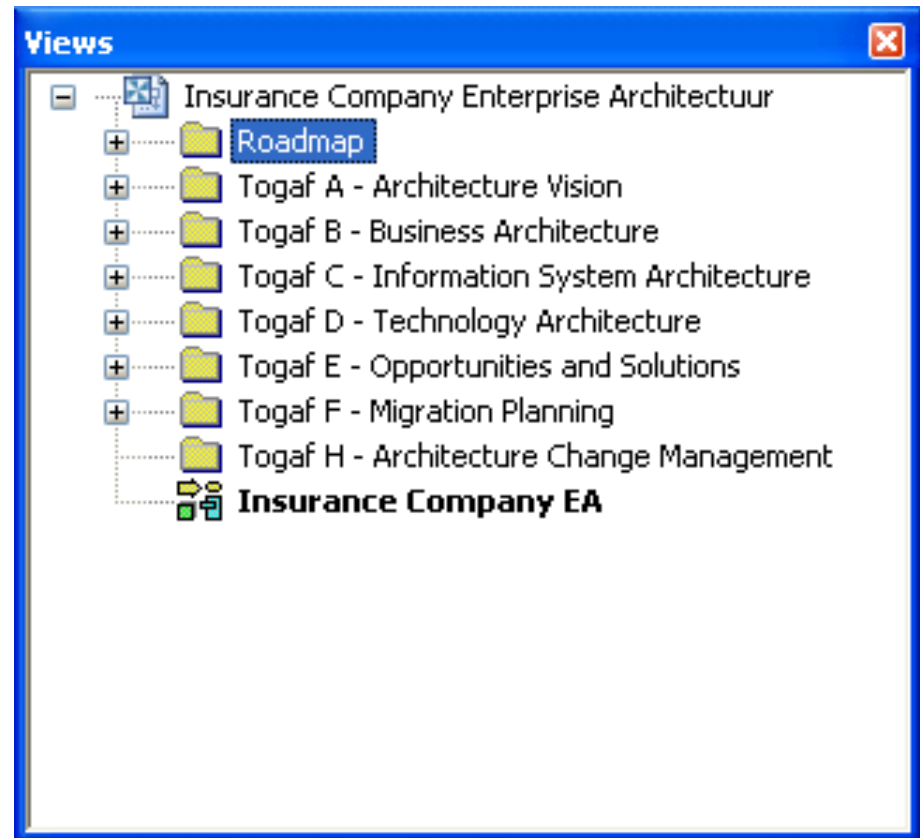 Views
Insurance Company Enterprise Architectuur
Roadmap
Togaf A - Architecture Vision
Togaf B - Business Architecture
Togaf C - Information System Architecture
Togaf D - Technology Architecture
Togaf E - Opportunities and Solutions
Togaf F - Migration Planning
Togaf H - Architecture Change Management
Insurance Company EA